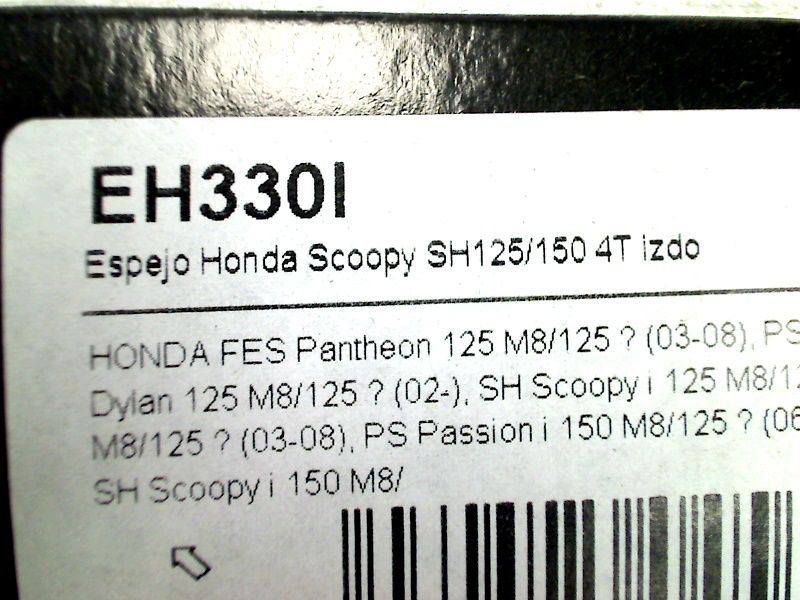 EH330I
Espejo Honda Scoopy SH125/150 4T izdo
HONDA FES Pantheon 125 M8/125 ? (03-08), PS
Dylan 125 M8/125 ? (02-), SH Scoopy i 125 M8/12
M8/125 ? (03-08), PS Passion i 150 M8/125 ? (06
SH Scoopy i 150 M8/